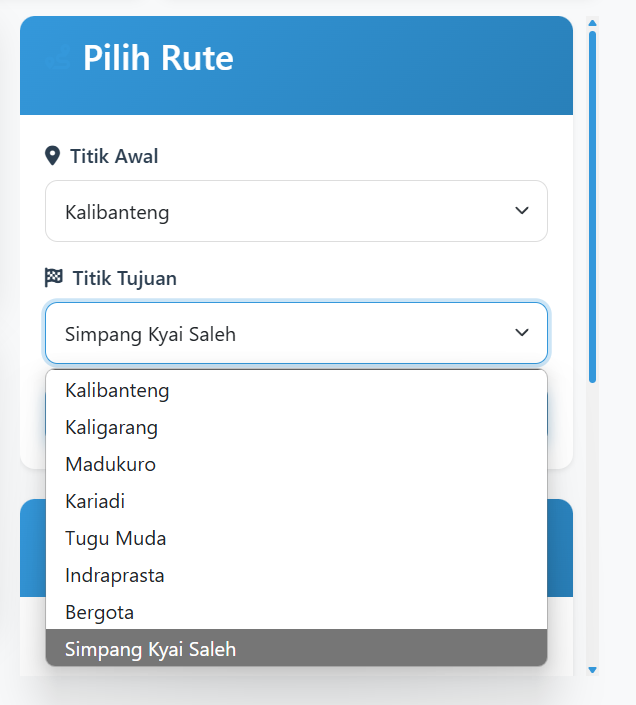 Pilih Rute
Titik Awal
Kalibanteng
Titik Tujuan
Simpang Kyai Saleh
Kalibanteng
Kaligarang
Madukuro
Kariadi
Tugu Muda
Indraprasta
Bergota
Simpang Kyai Saleh